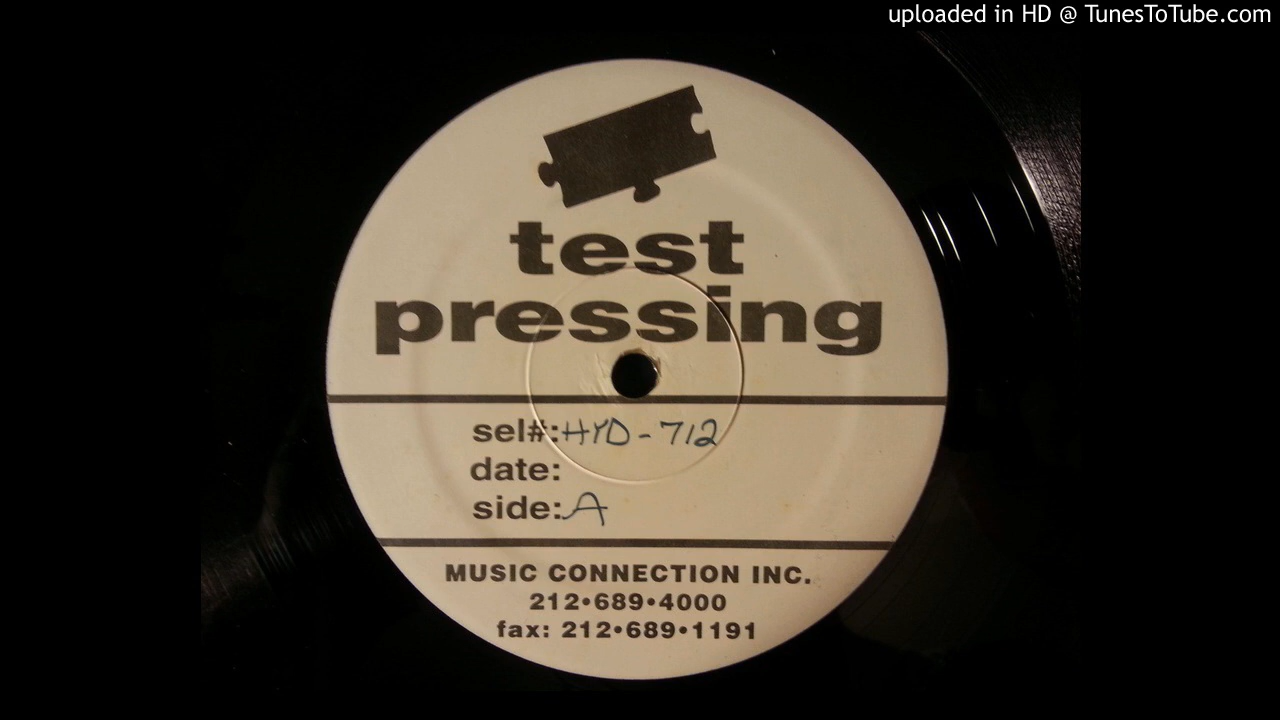 uploaded in HD @ TunesToTube.com
test
pressing
sel#: HYD-712
date:
side: A
MUSIC CONNECTION INC.
212•689•4000
fax: 212•689•1191